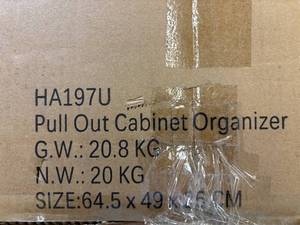 HA197U
Pull Out Cabinet Organizer
G.W.: 20.8 KG
N.W.: 20 KG
SIZE:64.5 x 49 x CM